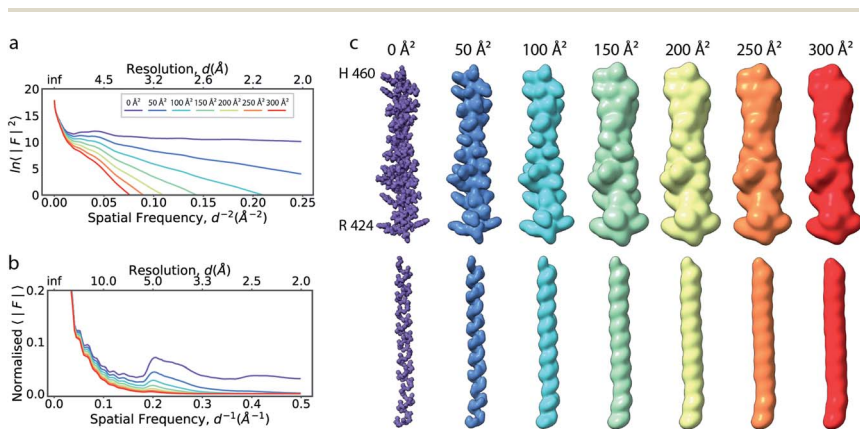 a
Resolution, d(Å)
inf 4.5 3.2 2.6 2.2 2.0
20
15
10
5
0
ln(|F|²)
0 Å² 50 Å² 100 Å² 150 Å² 200 Å² 250 Å² 300 Å²
0.00 0.05 0.10 0.15 0.20 0.25
Spatial Frequency, d⁻²(Å⁻²)
b
Resolution, d(Å)
inf 10.0 5.0 3.3 2.5 2.0
0.2
0.1
0.0
Normalised(|F|)
0.0 0.1 0.2 0.3 0.4 0.5
Spatial Frequency, d⁻¹(Å⁻¹)
c
0 Å² 50 Å² 100 Å² 150 Å² 200 Å² 250 Å² 300 Å²
H 460
R 424